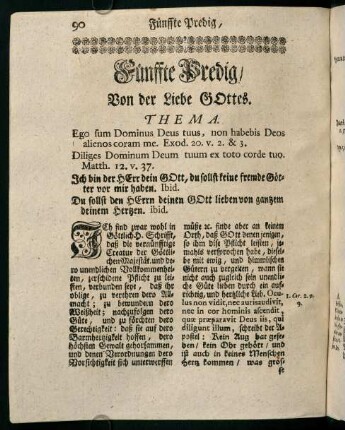 90 Fünffte Predig,
Fünffte Predig/
Von der Liebe GOttes.
THEMA.
Ego sum Dominus Deus tuus, non habebis Deos
alienos coram me. Exod. 20. v. 2. & 3.
Diliges Dominum Deum tuum ex toto corde tuo.
Matth. 12. v. 37.
Ich bin der HErr dein GOtt, du sollst keine fremde Göt-
ter vor mir haben. Ibid.
Du sollst den HErrn deinen GOtt lieben von gantzem
deinem Hertzen. ibid.
Ich find zwar wohl in
Göttlich H. Schrifft,
daß die vernünfftige
Creatur der Göttli-
chen Majestät und de-
ro unendlichen Vollkommenhei-
ten, zerschidene Pflicht zu lei-
sten, verbunden seye, daß ihr
oblige, zu verehren dero All-
macht; zu bewundern dero
Weißheit; nachzufolgen dero
Güte, und zu förchten dero
Gerechtigkeit: daß sie auf dero
Barmhertzigkeit hoffen, dero
höchsten Gewalt gehorsammen,
und denen Verordnungen dero
Vorsichtigkeit sich unterwerffen
müsse ꝛc. finde aber an keinen
Orth, daß GOtt denen jenigen,
so ihm dise Pflicht leisten, je-
mahls versprochen habe, diesel-
be mit ewig, und himmlischen
Gütern zu vergelten, wann sie
nicht auch zugleich sein unendli-
che Güte lieben durch ein auf-
richtig, und hertzliche Lieb. Ocu-
lus non vidit, nec auris audivit,
nec in cor hominis ascendit,
quæ præparavit Deus iis, qui
diligunt illum, schreibt der A-
postel: Kein Aug hat gese-
hen/ kein Ohr gehört/ und
ist auch in keines Menschen
Hertz kommen/ was gros-
1. Cor. 2. v.
9.
se